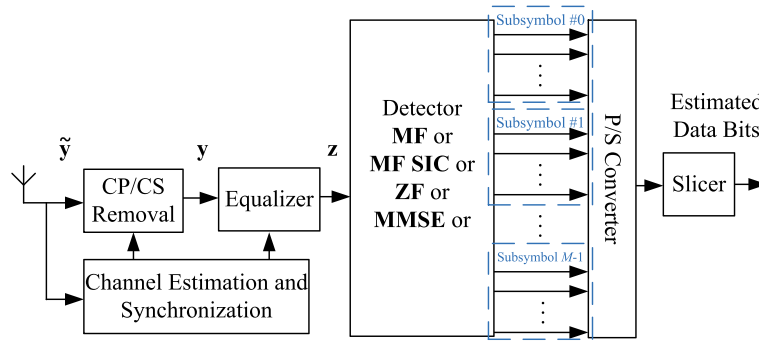 ỹ
CP/CS
Removal
y
Equalizer
z
Channel Estimation and
Synchronization
Detector
MF or
MF SIC or
ZF or
MMSE or
Subsymbol #0
Subsymbol #1
Subsymbol M-1
P/S Converter
Estimated
Data Bits
Slicer